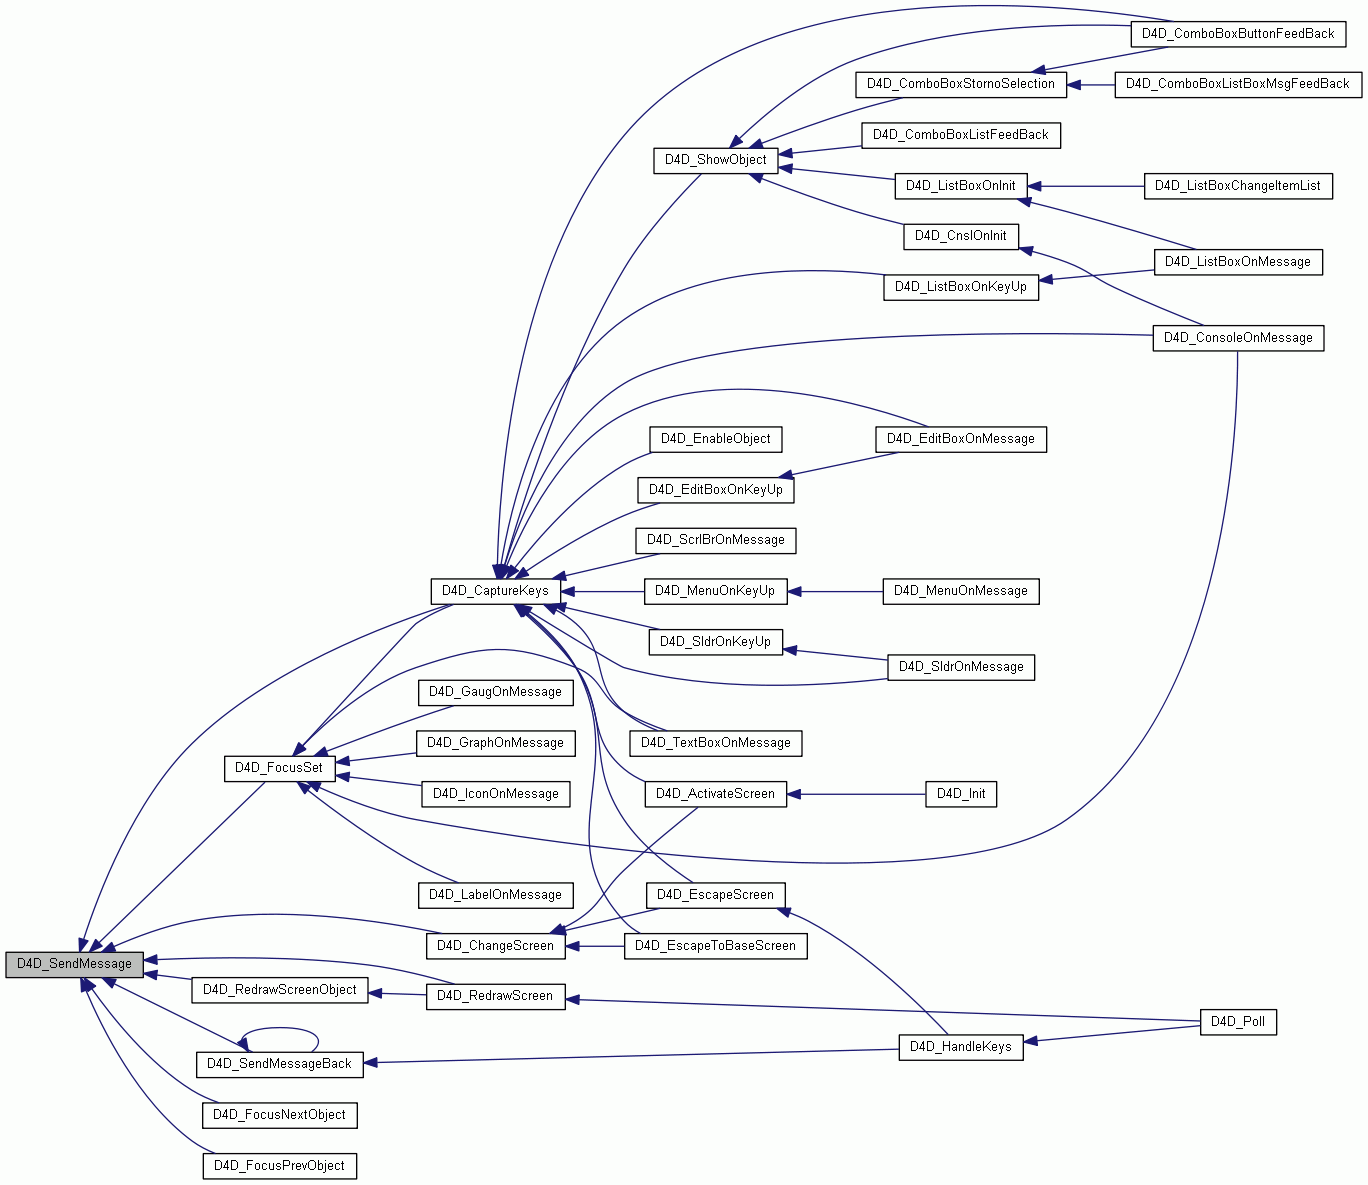 D4D_ComboBoxButtonFeedBack
D4D_ComboBoxStornoSelection
D4D_ComboBoxListBoxMsgFeedBack
D4D_ComboBoxListFeedBack
D4D_ShowObject
D4D_ListBoxOnInit
D4D_ListBoxChangeItemList
D4D_CnslOnInit
D4D_ListBoxOnMessage
D4D_ListBoxOnKeyUp
D4D_ConsoleOnMessage
D4D_EnableObject
D4D_EditBoxOnMessage
D4D_EditBoxOnKeyUp
D4D_ScrlBrOnMessage
D4D_CaptureKeys
D4D_MenuOnKeyUp
D4D_MenuOnMessage
D4D_SldrOnKeyUp
D4D_SldrOnMessage
D4D_GaugOnMessage
D4D_GraphOnMessage
D4D_TextBoxOnMessage
D4D_FocusSet
D4D_IconOnMessage
D4D_ActivateScreen
D4D_Init
D4D_LabelOnMessage
D4D_EscapeScreen
D4D_ChangeScreen
D4D_EscapeToBaseScreen
D4D_SendMessage
D4D_RedrawScreenObject
D4D_RedrawScreen
D4D_Poll
D4D_HandleKeys
D4D_SendMessageBack
D4D_FocusNextObject
D4D_FocusPrevObject